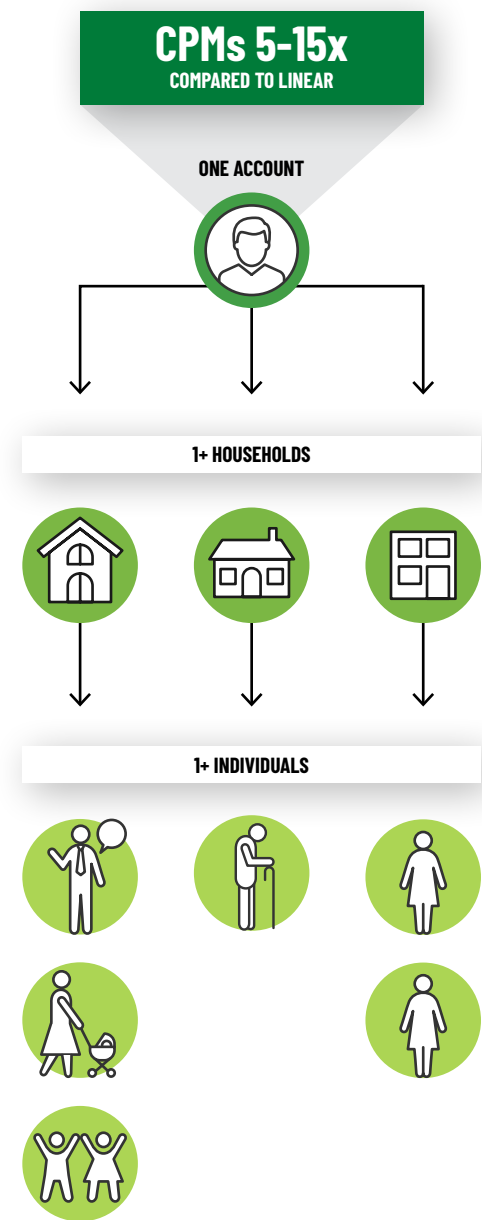 CPMs 5-15x
COMPARED TO LINEAR
ONE ACCOUNT
1+ HOUSEHOLDS
1+ INDIVIDUALS